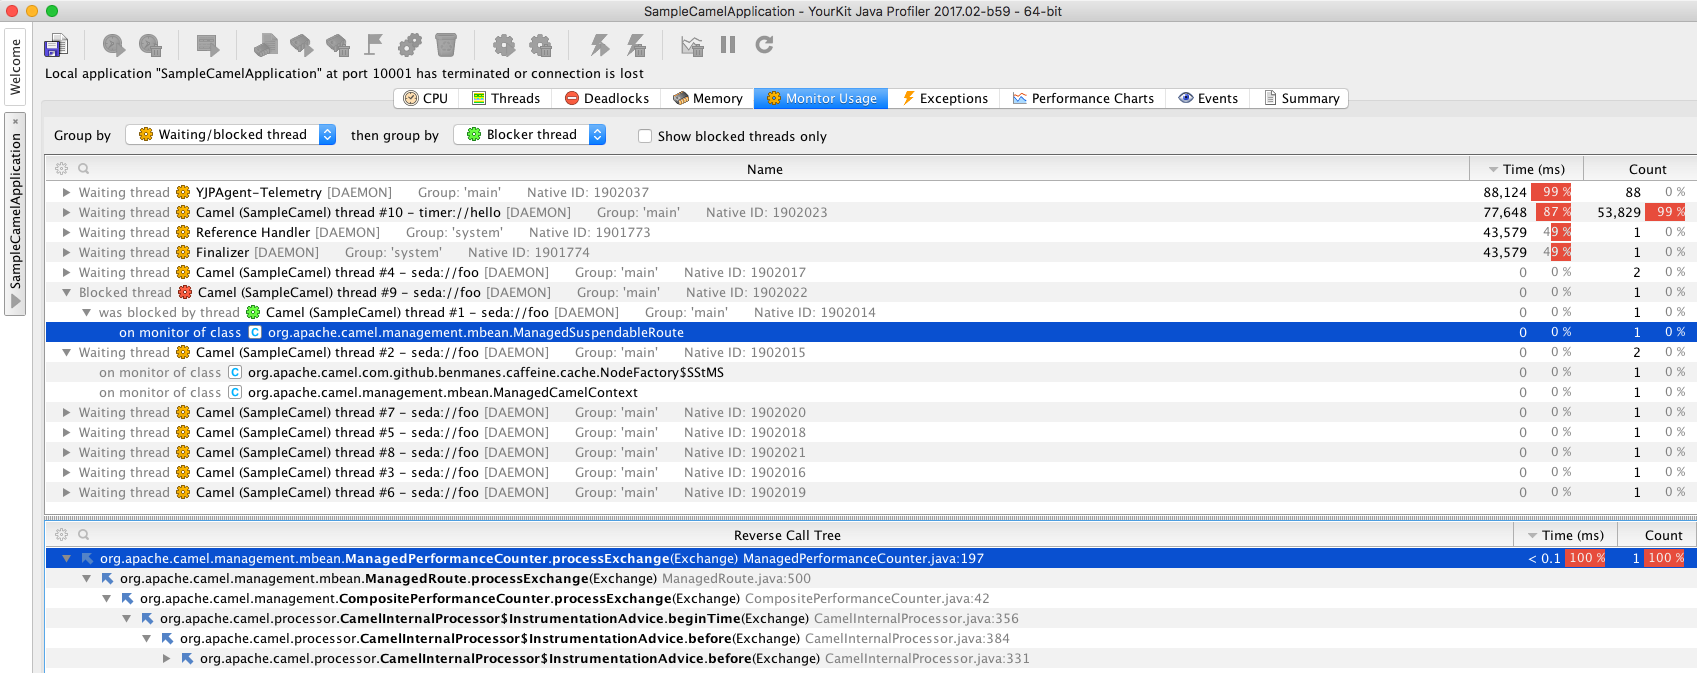 SampleCamelApplication - YourKit Java Profiler 2017.02-b59 - 64-bit
Welcome
SampleCamelApplication
Local application "SampleCamelApplication" at port 10001 has terminated or connection is lost
CPU Threads Deadlocks Memory Monitor Usage Exceptions Performance Charts Events Summary
Group by Waiting/blocked thread then group by Blocker thread Show blocked threads only
Name Time (ms) Count
Waiting thread YJPAgent-Telemetry [DAEMON] Group: 'main' Native ID: 1902037 88,124 99 % 88 0 %
Waiting thread Camel (SampleCamel) thread #10 - timer://hello [DAEMON] Group: 'main' Native ID: 1902023 77,648 87 % 53,829 99 %
Waiting thread Reference Handler [DAEMON] Group: 'system' Native ID: 1901773 43,579 49 % 1 0 %
Waiting thread Finalizer [DAEMON] Group: 'system' Native ID: 1901774 43,579 49 % 1 0 %
Waiting thread Camel (SampleCamel) thread #4 - seda://foo [DAEMON] Group: 'main' Native ID: 1902017 0 0 % 2 0 %
Blocked thread Camel (SampleCamel) thread #9 - seda://foo [DAEMON] Group: 'main' Native ID: 1902022 0 0 % 1 0 %
was blocked by thread Camel (SampleCamel) thread #1 - seda://foo [DAEMON] Group: 'main' Native ID: 1902014 0 0 % 1 0 %
on monitor of class C org.apache.camel.management.mbean.ManagedSuspendableRoute 0 0 % 1 0 %
Waiting thread Camel (SampleCamel) thread #2 - seda://foo [DAEMON] Group: 'main' Native ID: 1902015 0 0 % 2 0 %
on monitor of class C org.apache.camel.com.github.benmanes.caffeine.cache.NodeFactory$SStMS 0 0 % 1 0 %
on monitor of class C org.apache.camel.management.mbean.ManagedCamelContext 0 0 % 1 0 %
Waiting thread Camel (SampleCamel) thread #7 - seda://foo [DAEMON] Group: 'main' Native ID: 1902020 0 0 % 1 0 %
Waiting thread Camel (SampleCamel) thread #5 - seda://foo [DAEMON] Group: 'main' Native ID: 1902018 0 0 % 1 0 %
Waiting thread Camel (SampleCamel) thread #8 - seda://foo [DAEMON] Group: 'main' Native ID: 1902021 0 0 % 1 0 %
Waiting thread Camel (SampleCamel) thread #3 - seda://foo [DAEMON] Group: 'main' Native ID: 1902016 0 0 % 1 0 %
Waiting thread Camel (SampleCamel) thread #6 - seda://foo [DAEMON] Group: 'main' Native ID: 1902019 0 0 % 1 0 %
Reverse Call Tree Time (ms) Count
org.apache.camel.management.mbean.ManagedPerformanceCounter.processExchange(Exchange) ManagedPerformanceCounter.java:197 < 0.1 100 % 1 100 %
org.apache.camel.management.mbean.ManagedRoute.processExchange(Exchange) ManagedRoute.java:500
org.apache.camel.management.CompositePerformanceCounter.processExchange(Exchange) CompositePerformanceCounter.java:42
org.apache.camel.processor.CamelInternalProcessor$InstrumentationAdvice.beginTime(Exchange) CamelInternalProcessor.java:356
org.apache.camel.processor.CamelInternalProcessor$InstrumentationAdvice.before(Exchange) CamelInternalProcessor.java:384
org.apache.camel.processor.CamelInternalProcessor$InstrumentationAdvice.before(Exchange) CamelInternalProcessor.java:331